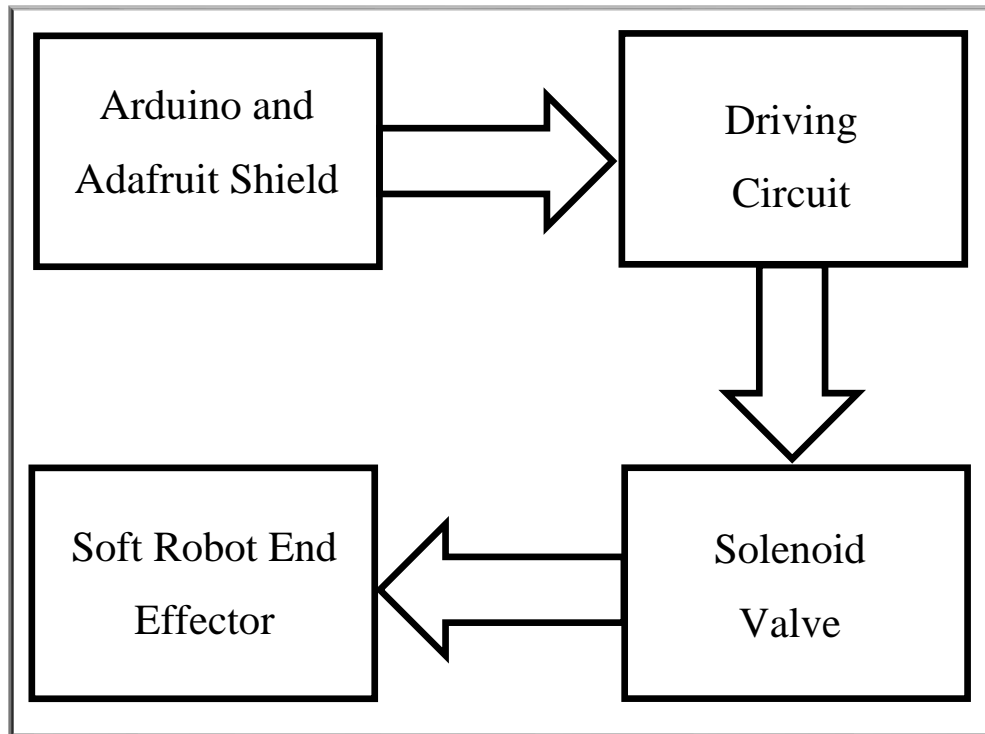 Arduino and
Adafruit Shield
Driving
Circuit
Soft Robot End
Effector
Solenoid
Valve